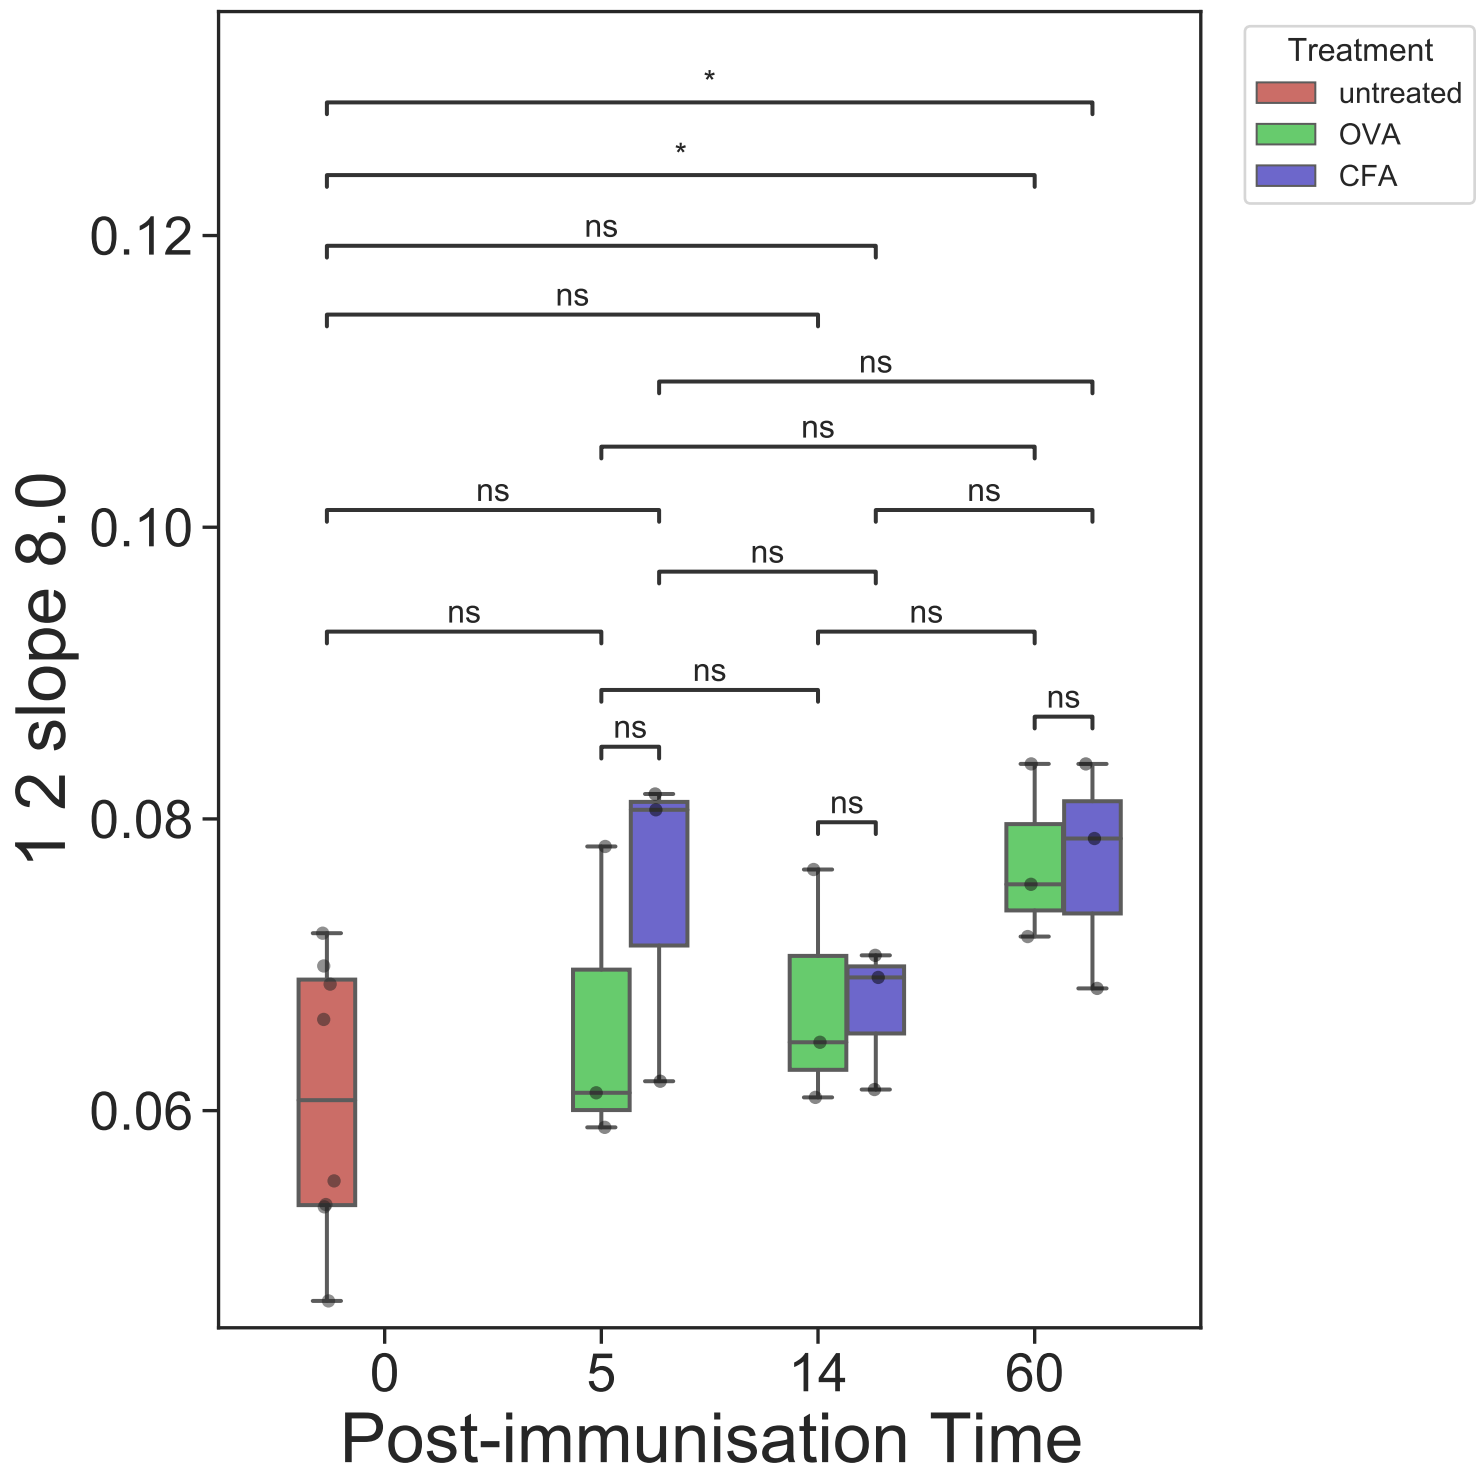 Treatment
untreated
OVA
CFA
*
*
ns
ns
ns
ns
ns
ns
ns
ns
ns
ns
ns
ns
ns
0.12
0.10
0.08
0.06
1 2 slope 8.0
0 5 14 60
Post-immunisation Time